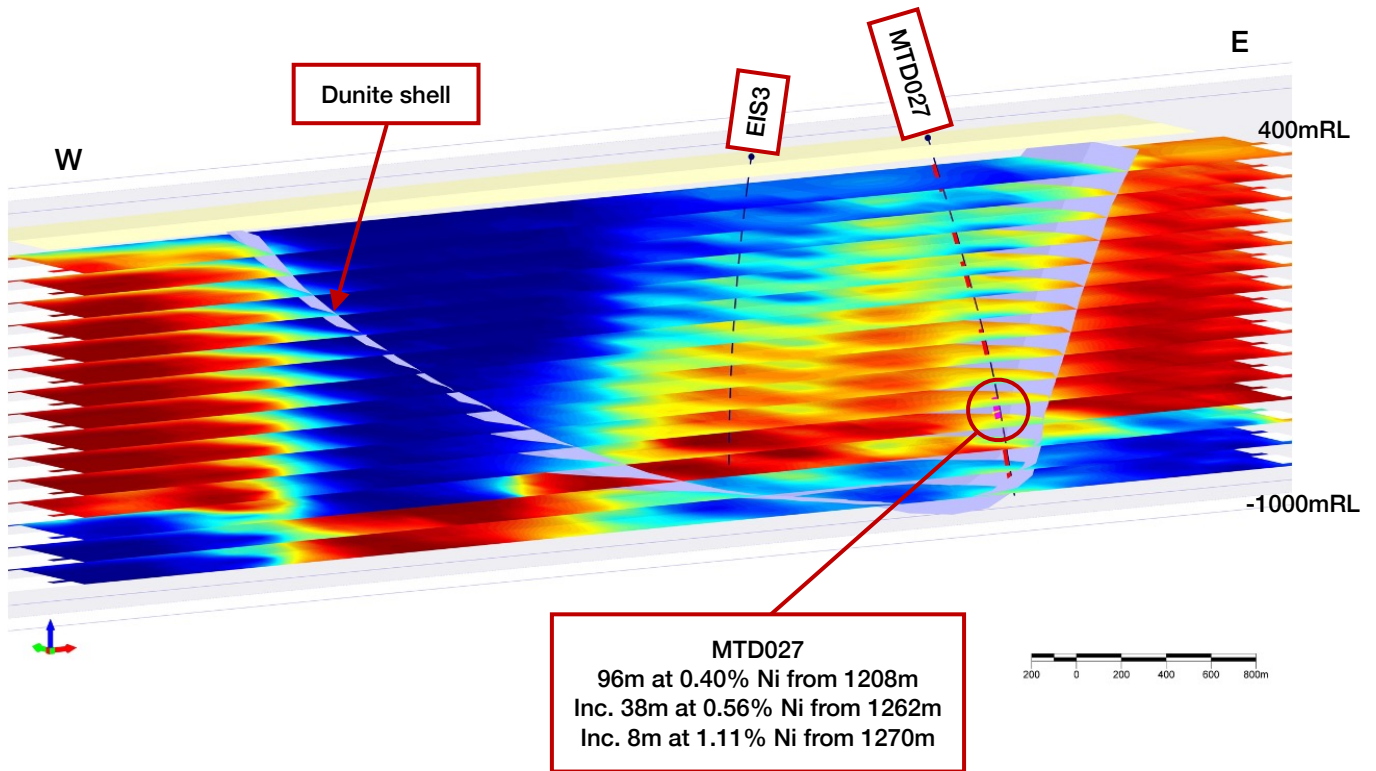 E
MTD027
EIS3
Dunite shell
W
400mRL
-1000mRL
MTD027
96m at 0.40% Ni from 1208m
Inc. 38m at 0.56% Ni from 1262m
Inc. 8m at 1.11% Ni from 1270m
200 0 200 400 600 800m